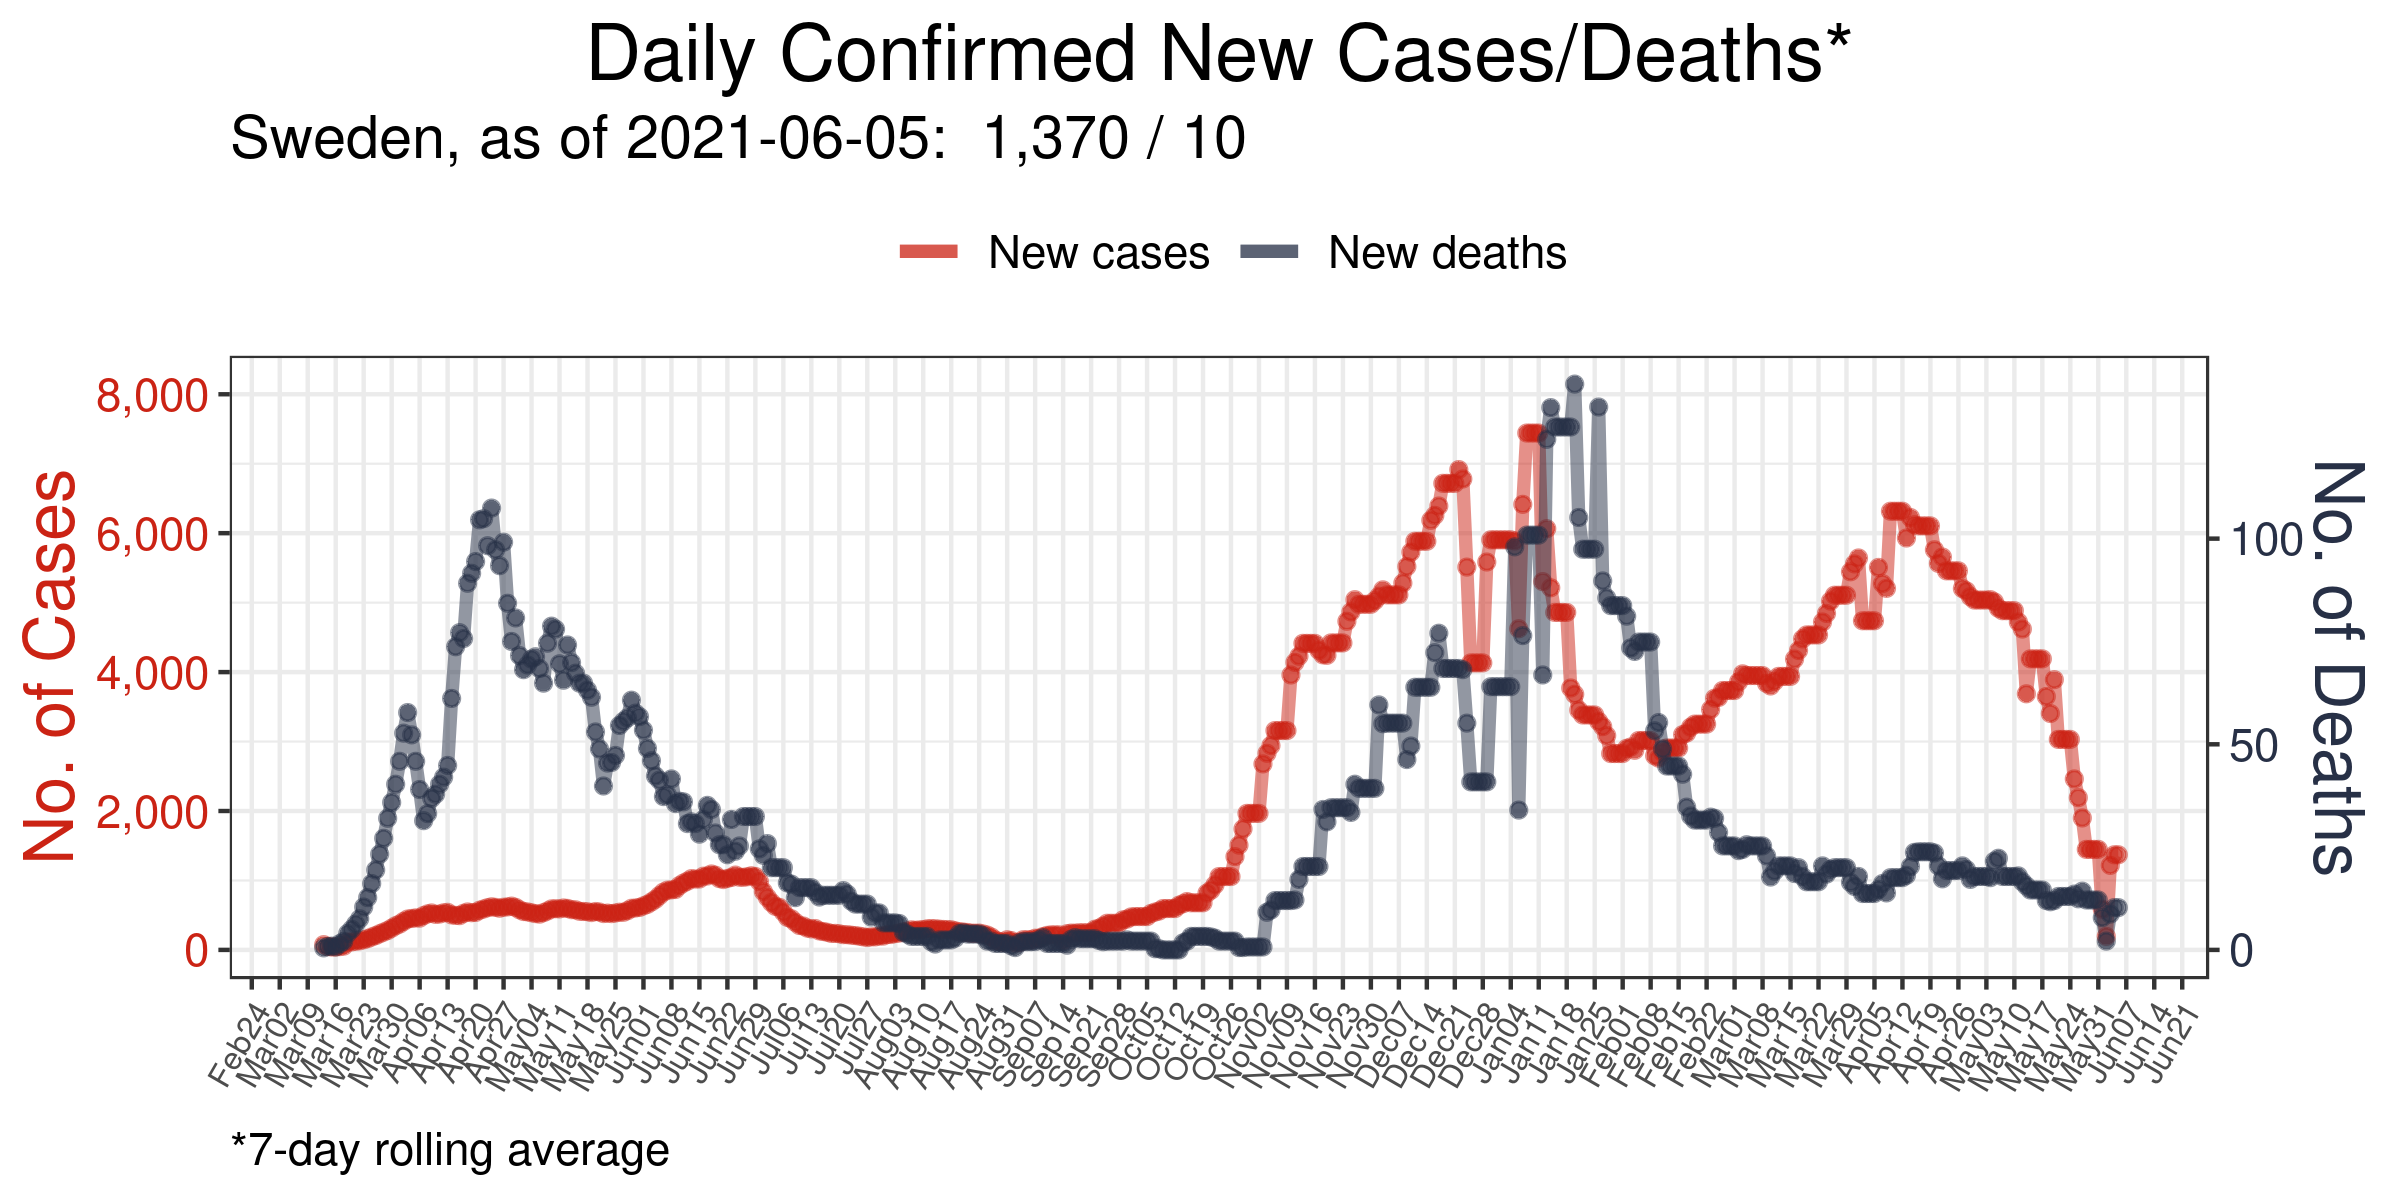 Daily Confirmed New Cases/Deaths*
Sweden, as of 2021-06-05:  1,370 / 10
New cases New deaths
No. of Cases
8,000
6,000
4,000
2,000
0
No. of Deaths
100
50
0
Feb24 Mar02 Mar09 Mar16 Mar23 Mar30 Apr06 Apr13 Apr20 Apr27 May04 May11 May18 May25 Jun01 Jun08 Jun15 Jun22 Jun29 Jul06 Jul13 Jul20 Jul27 Aug03 Aug10 Aug17 Aug24 Aug31 Sep07 Sep14 Sep21 Sep28 Oct05 Oct12 Oct19 Oct26 Nov02 Nov09 Nov16 Nov23 Nov30 Dec07 Dec14 Dec21 Dec28 Jan04 Jan11 Jan18 Jan25 Feb01 Feb08 Feb15 Feb22 Mar01 Mar08 Mar15 Mar22 Mar29 Apr05 Apr12 Apr19 Apr26 May03 May10 May17 May24 May31 Jun07 Jun14 Jun21
*7-day rolling average